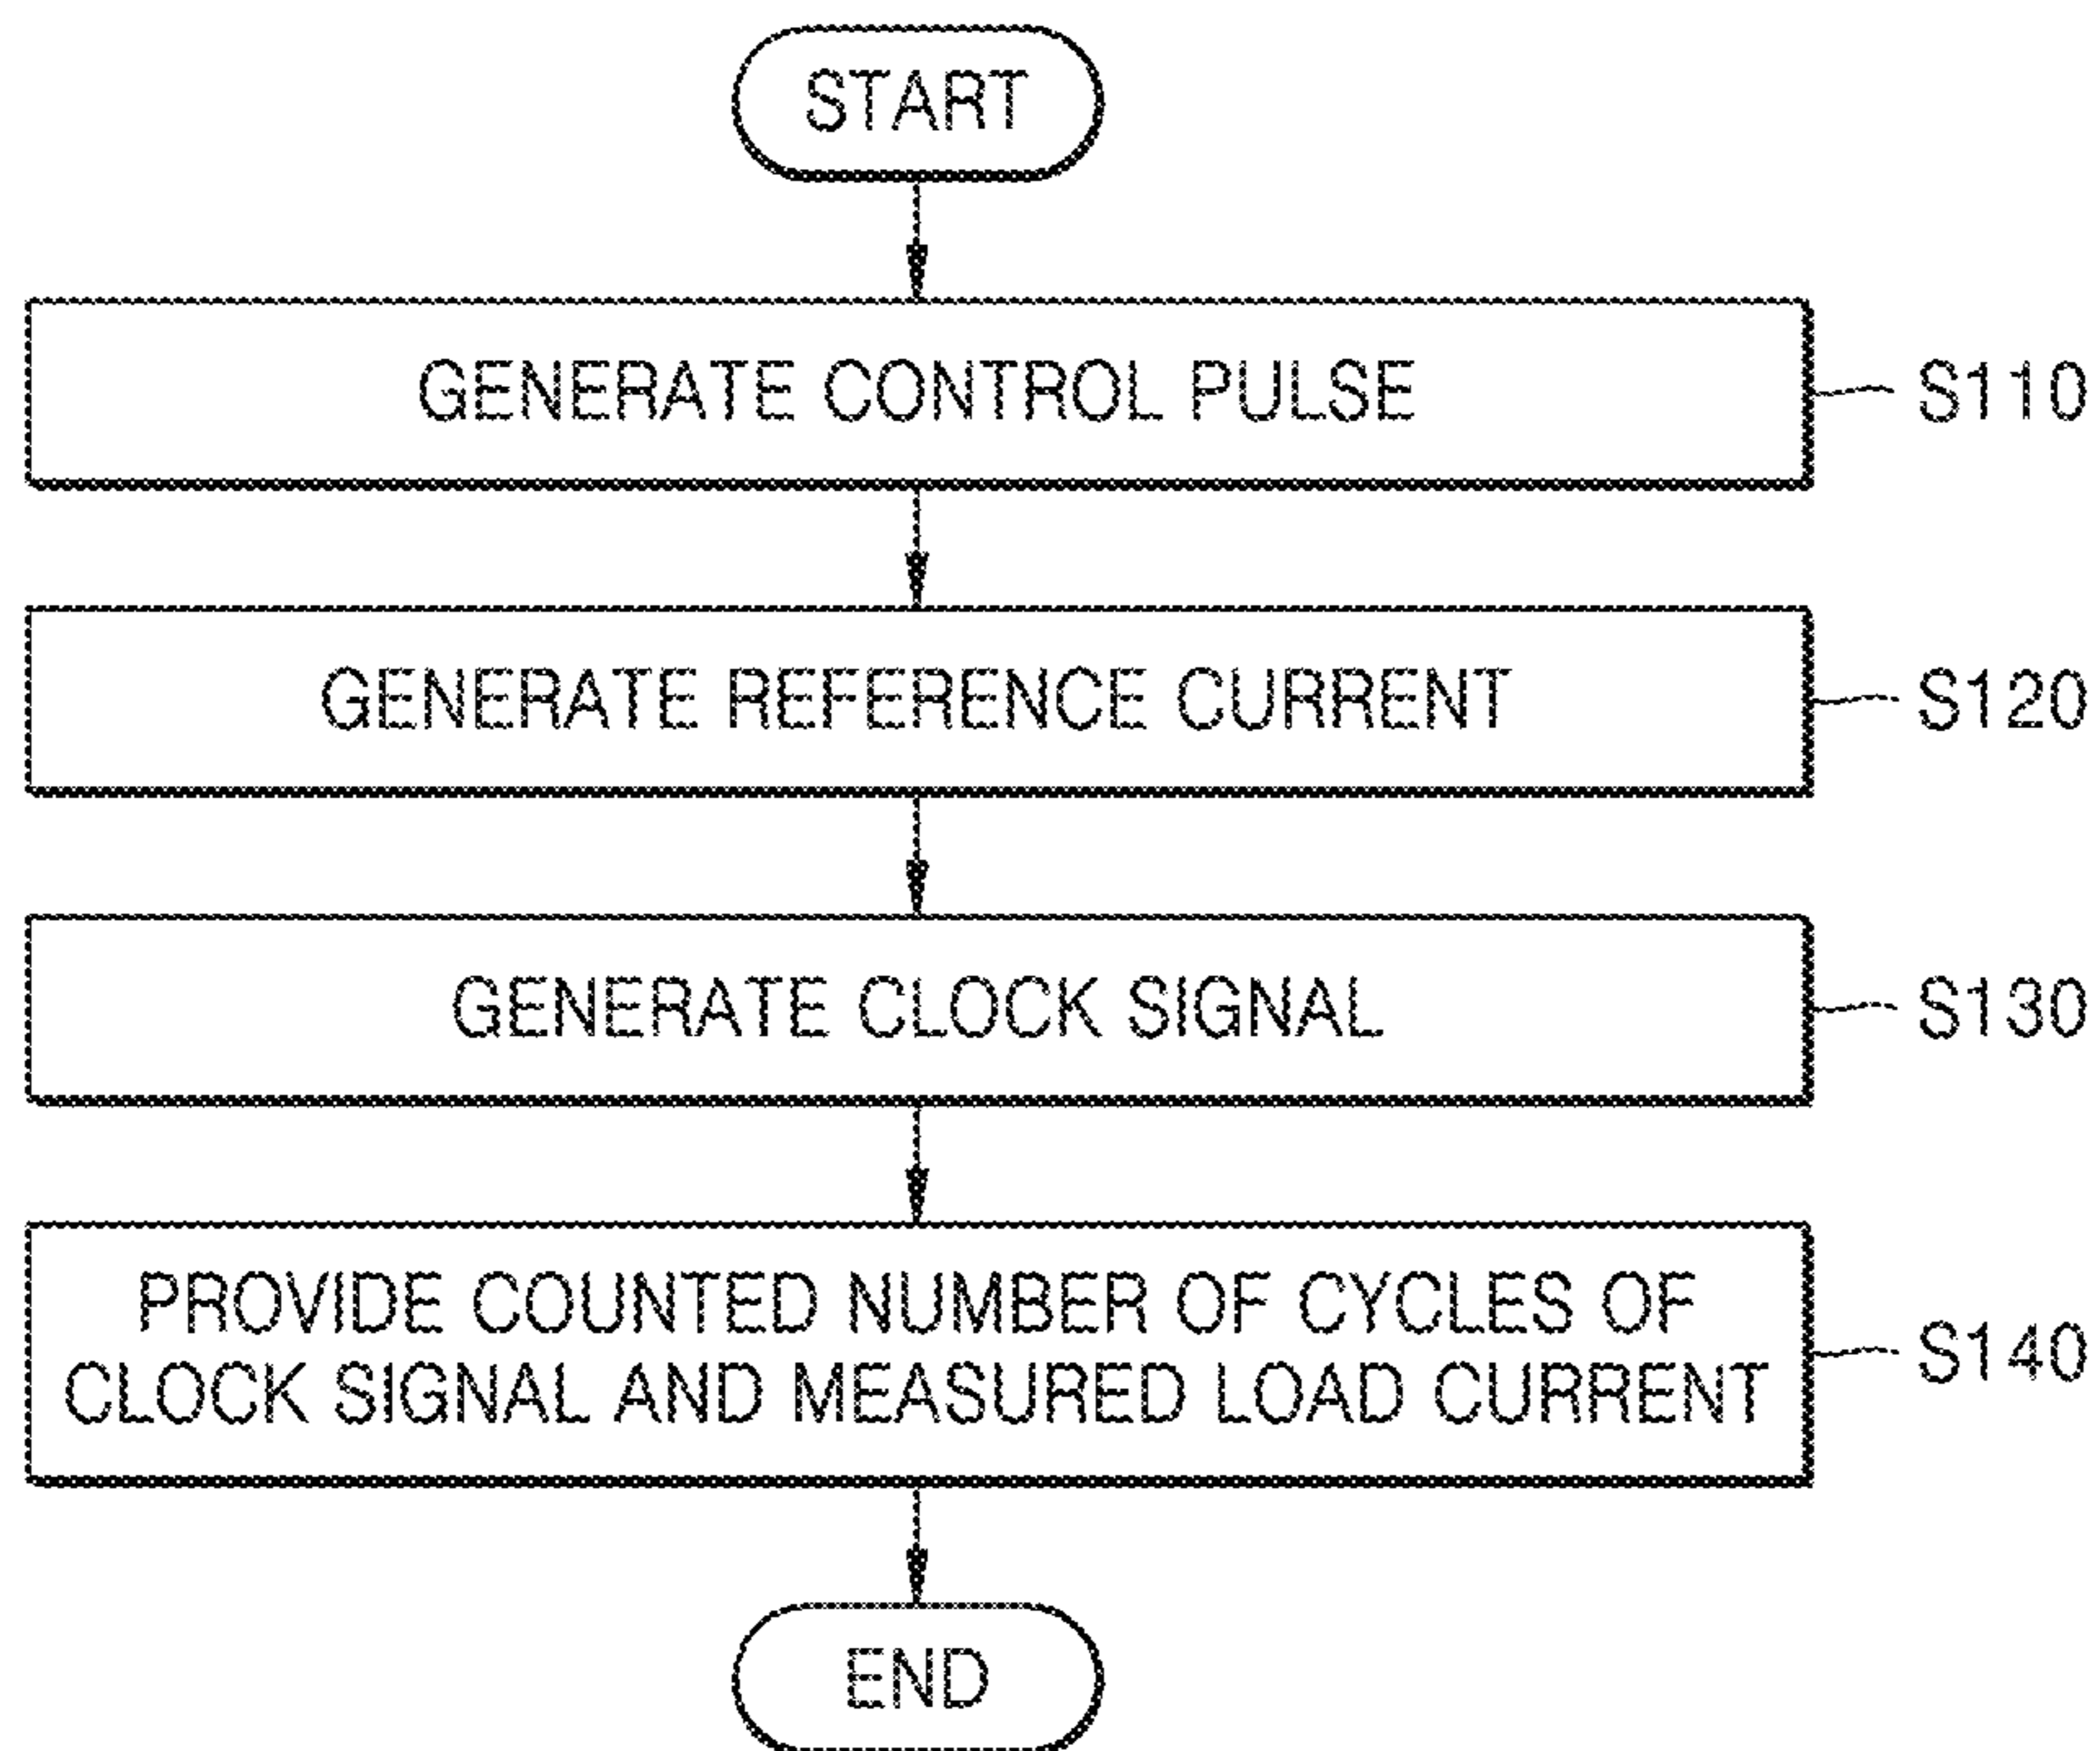 START
GENERATE CONTROL PULSE
S110
GENERATE REFERENCE CURRENT
S120
GENERATE CLOCK SIGNAL
S130
PROVIDE COUNTED NUMBER OF CYCLES OF
CLOCK SIGNAL AND MEASURED LOAD CURRENT
S140
END